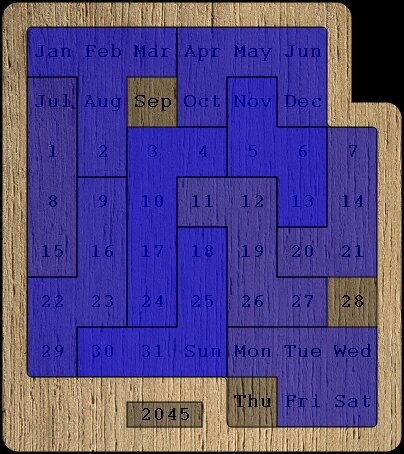 Jan Feb Mar Apr May Jun
Jul Aug Sep Oct Nov Dec
1 2 3 4 5 6 7
8 9 10 11 12 13 14
15 16 17 18 19 20 21
22 23 24 25 26 27 28
29 30 31 Sun Mon Tue Wed
Thu Fri Sat
2045